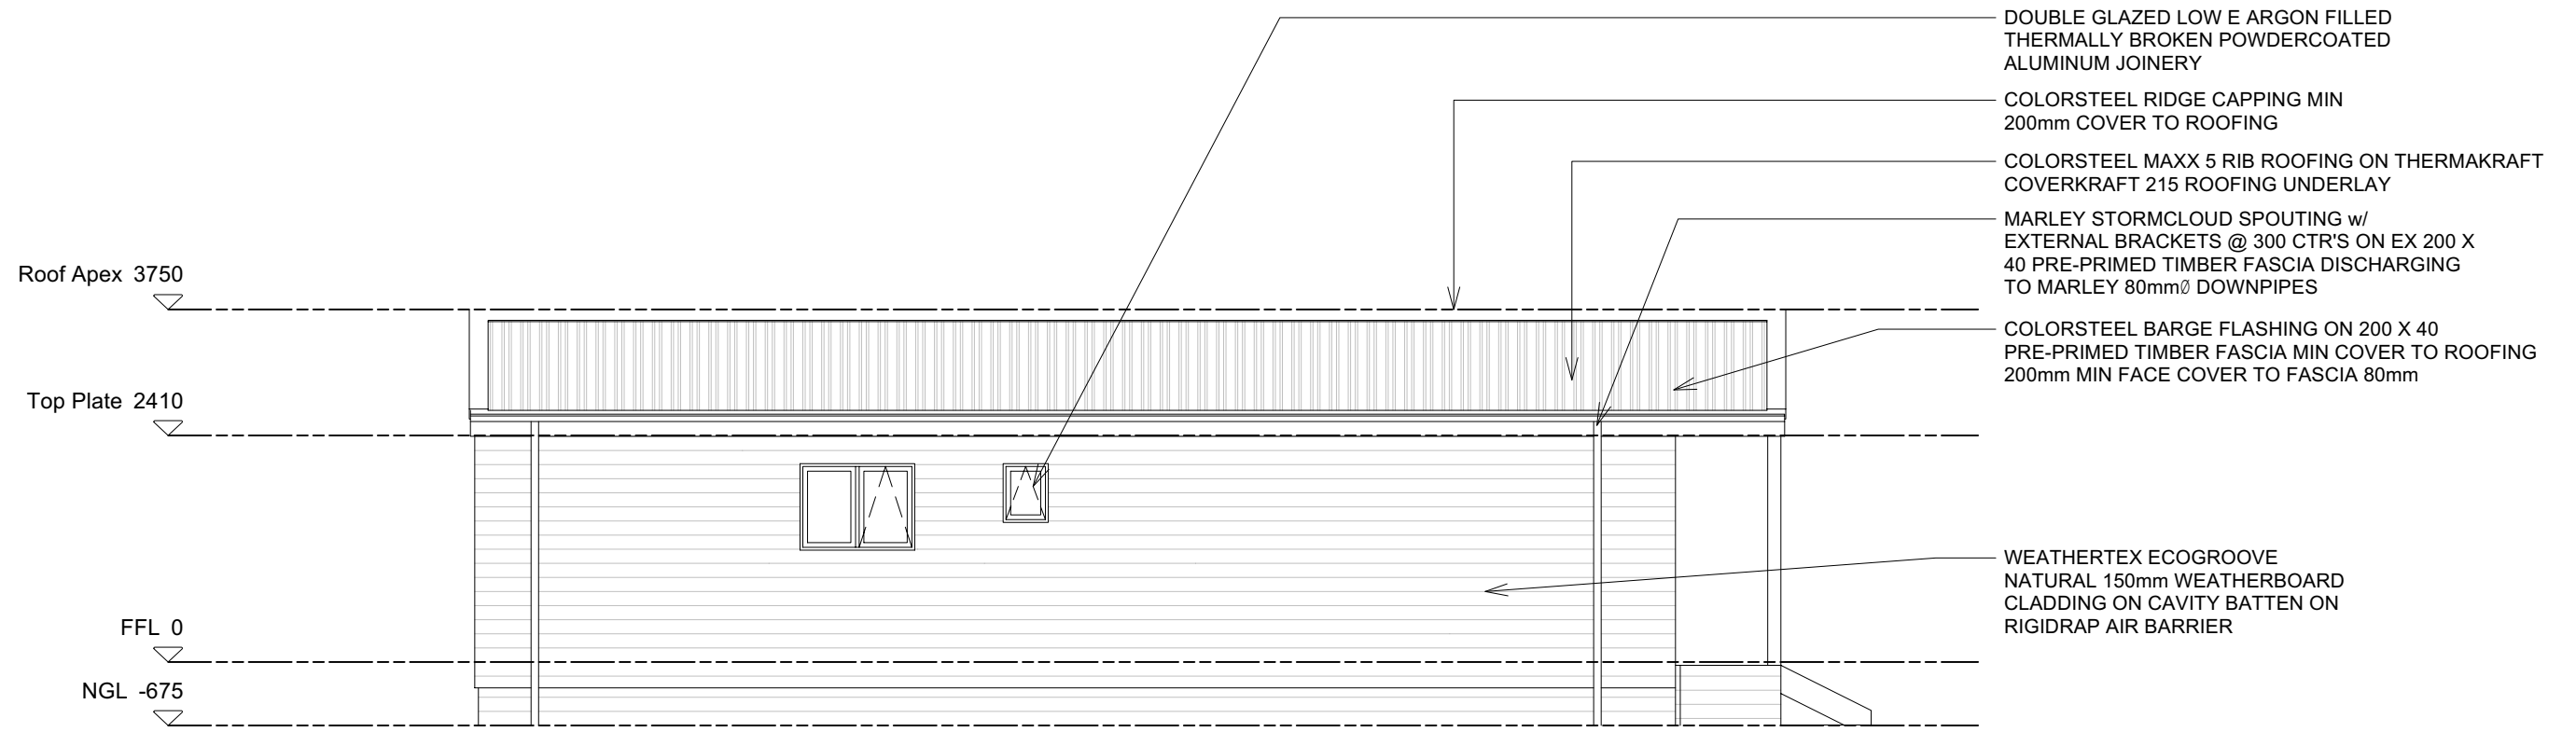 DOUBLE GLAZED LOW E ARGON FILLED
THERMALLY BROKEN POWDERCOATED
ALUMINUM JOINERY
COLORSTEEL RIDGE CAPPING MIN
200mm COVER TO ROOFING
COLORSTEEL MAXX 5 RIB ROOFING ON THERMAKRAFT
COVERKRAFT 215 ROOFING UNDERLAY
MARLEY STORMCLOUD SPOUTING w/
EXTERNAL BRACKETS @ 300 CTR'S ON EX 200 X
40 PRE-PRIMED TIMBER FASCIA DISCHARGING
TO MARLEY 80mmØ DOWNPIPES
COLORSTEEL BARGE FLASHING ON 200 X 40
PRE-PRIMED TIMBER FASCIA MIN COVER TO ROOFING
200mm MIN FACE COVER TO FASCIA 80mm
WEATHERTEX ECOGROOVE
NATURAL 150mm WEATHERBOARD
CLADDING ON CAVITY BATTEN ON
RIGIDRAP AIR BARRIER
Roof Apex 3750
Top Plate 2410
FFL 0
NGL -675